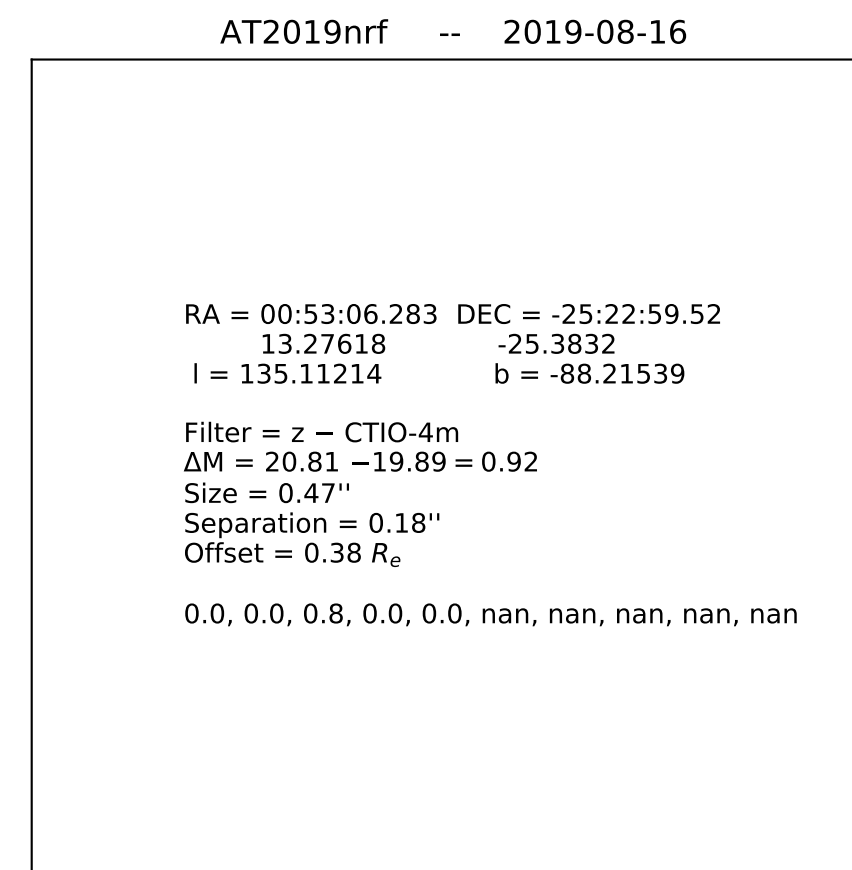 AT2019nrf -- 2019-08-16
RA = 00:53:06.283 DEC = -25:22:59.52
13.27618 -25.3832
l = 135.11214 b = -88.21539
Filter = z − CTIO-4m
ΔM = 20.81 −19.89 = 0.92
Size = 0.47''
Separation = 0.18''
Offset = 0.38 Re
0.0, 0.0, 0.8, 0.0, 0.0, nan, nan, nan, nan, nan